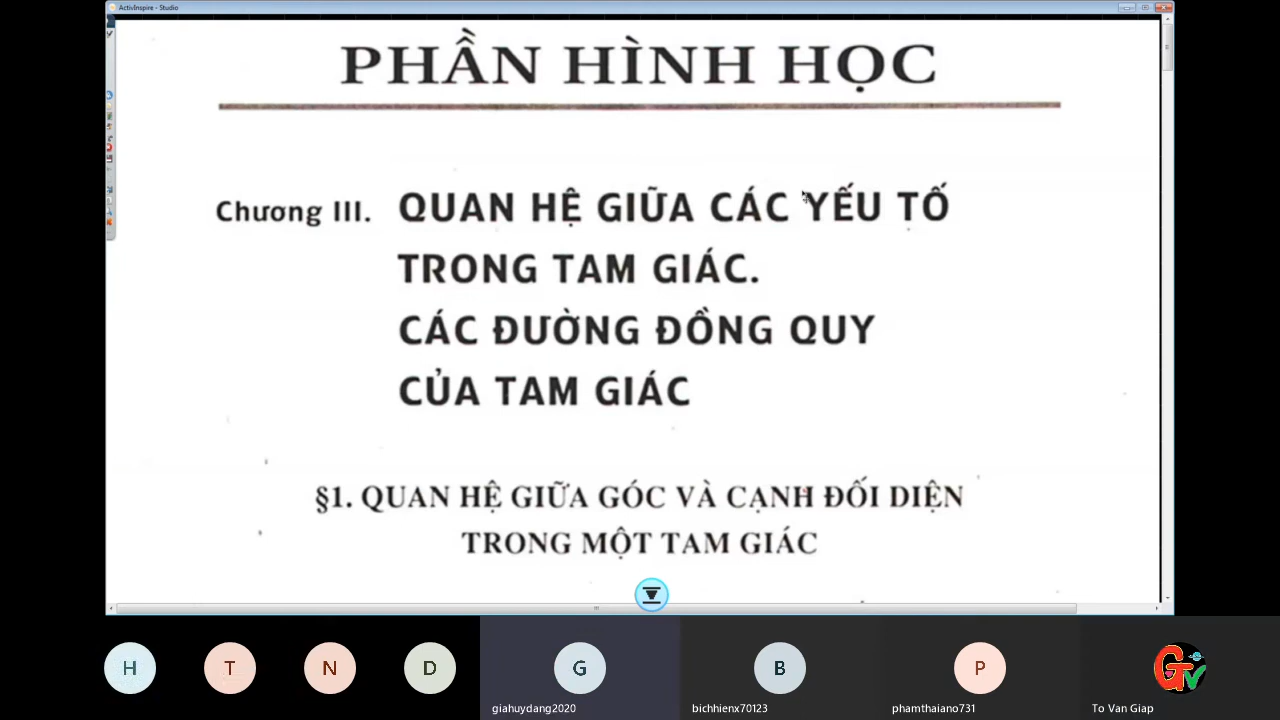 ActivInspire - Studio
PHẦN HÌNH HỌC
Chương III. QUAN HỆ GIỮA CÁC YẾU TỐ
TRONG TAM GIÁC.
CÁC ĐƯỜNG ĐỒNG QUY
CỦA TAM GIÁC
§1. QUAN HỆ GIỮA GÓC VÀ CẠNH ĐỐI DIỆN
TRONG MỘT TAM GIÁC
H T N D G B P GV
giahuydang2020 bichhienx70123 phamthaiano731 To Van Giap